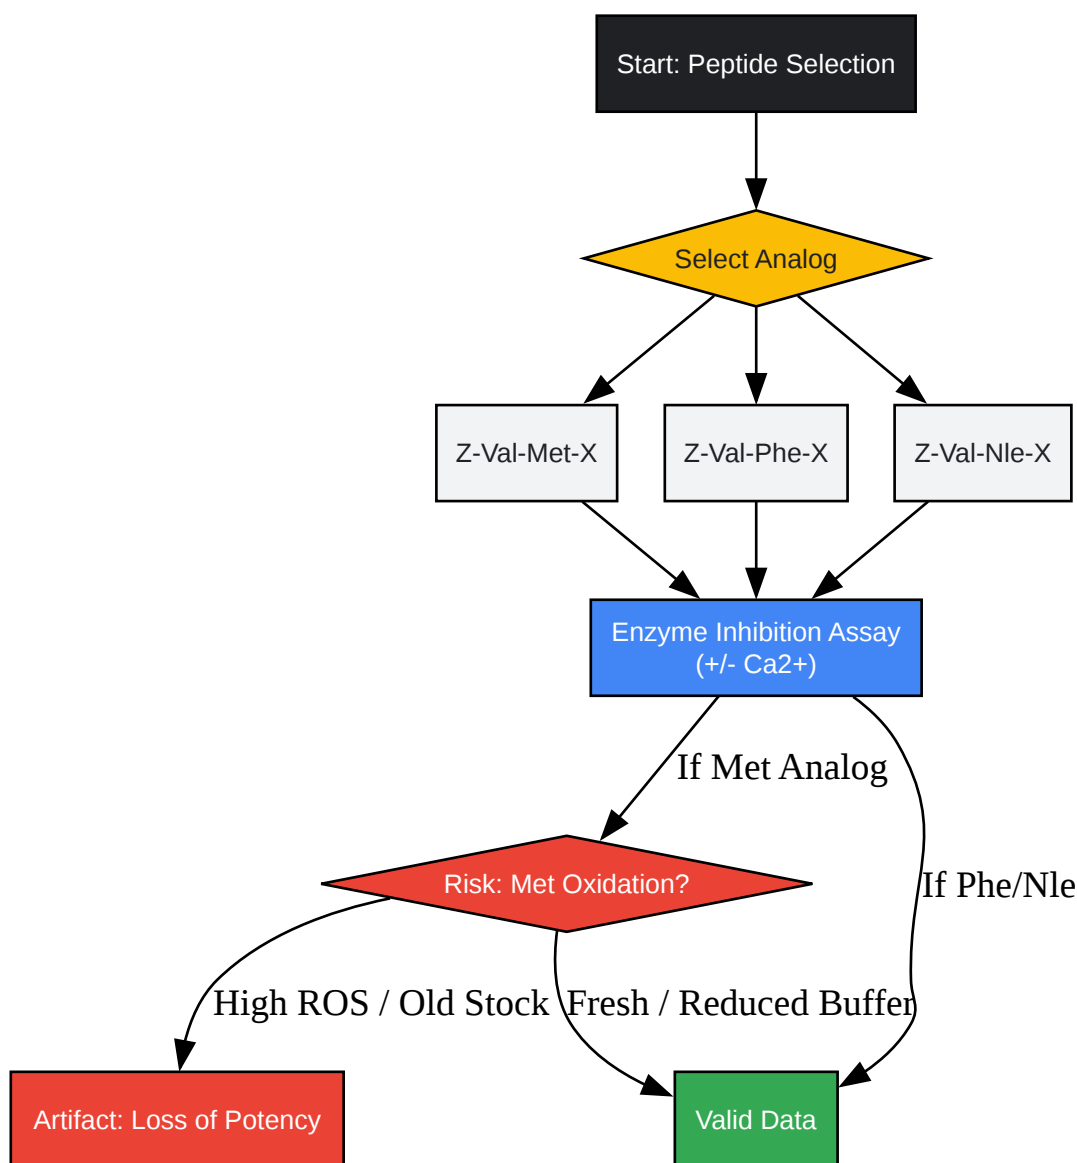 Start: Peptide Selection
Select Analog
Z-Val-Met-X
Z-Val-Phe-X
Z-Val-Nle-X
Enzyme Inhibition Assay
(+/- Ca2+)
If Met Analog
Risk: Met Oxidation?
If Phe/Nle
High ROS / Old Stock
Fresh / Reduced Buffer
Artifact: Loss of Potency
Valid Data